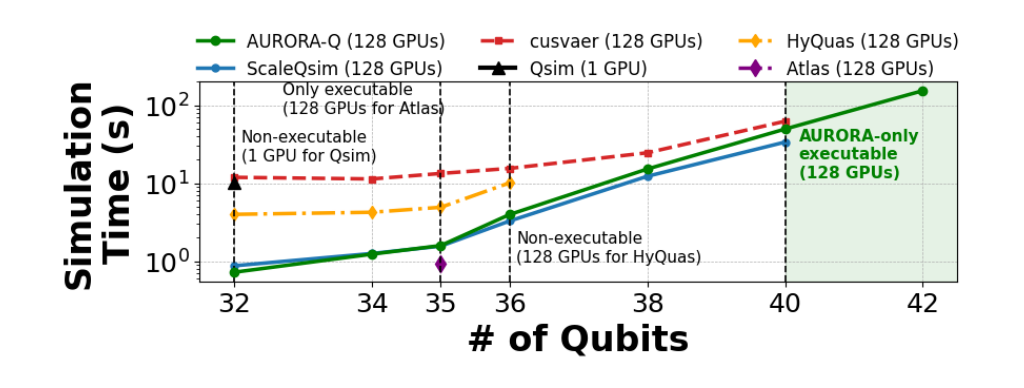 AURORA-Q (128 GPUs)
cusvaer (128 GPUs)
HyQuas (128 GPUs)
ScaleQsim (128 GPUs)
Qsim (1 GPU)
Atlas (128 GPUs)
Simulation
Time (s)
10²
10¹
10⁰
Only executable
(128 GPUs for Atlas)
Non-executable
(1 GPU for Qsim)
AURORA-only
executable
(128 GPUs)
Non-executable
(128 GPUs for HyQuas)
32
34
35
36
38
40
42
# of Qubits